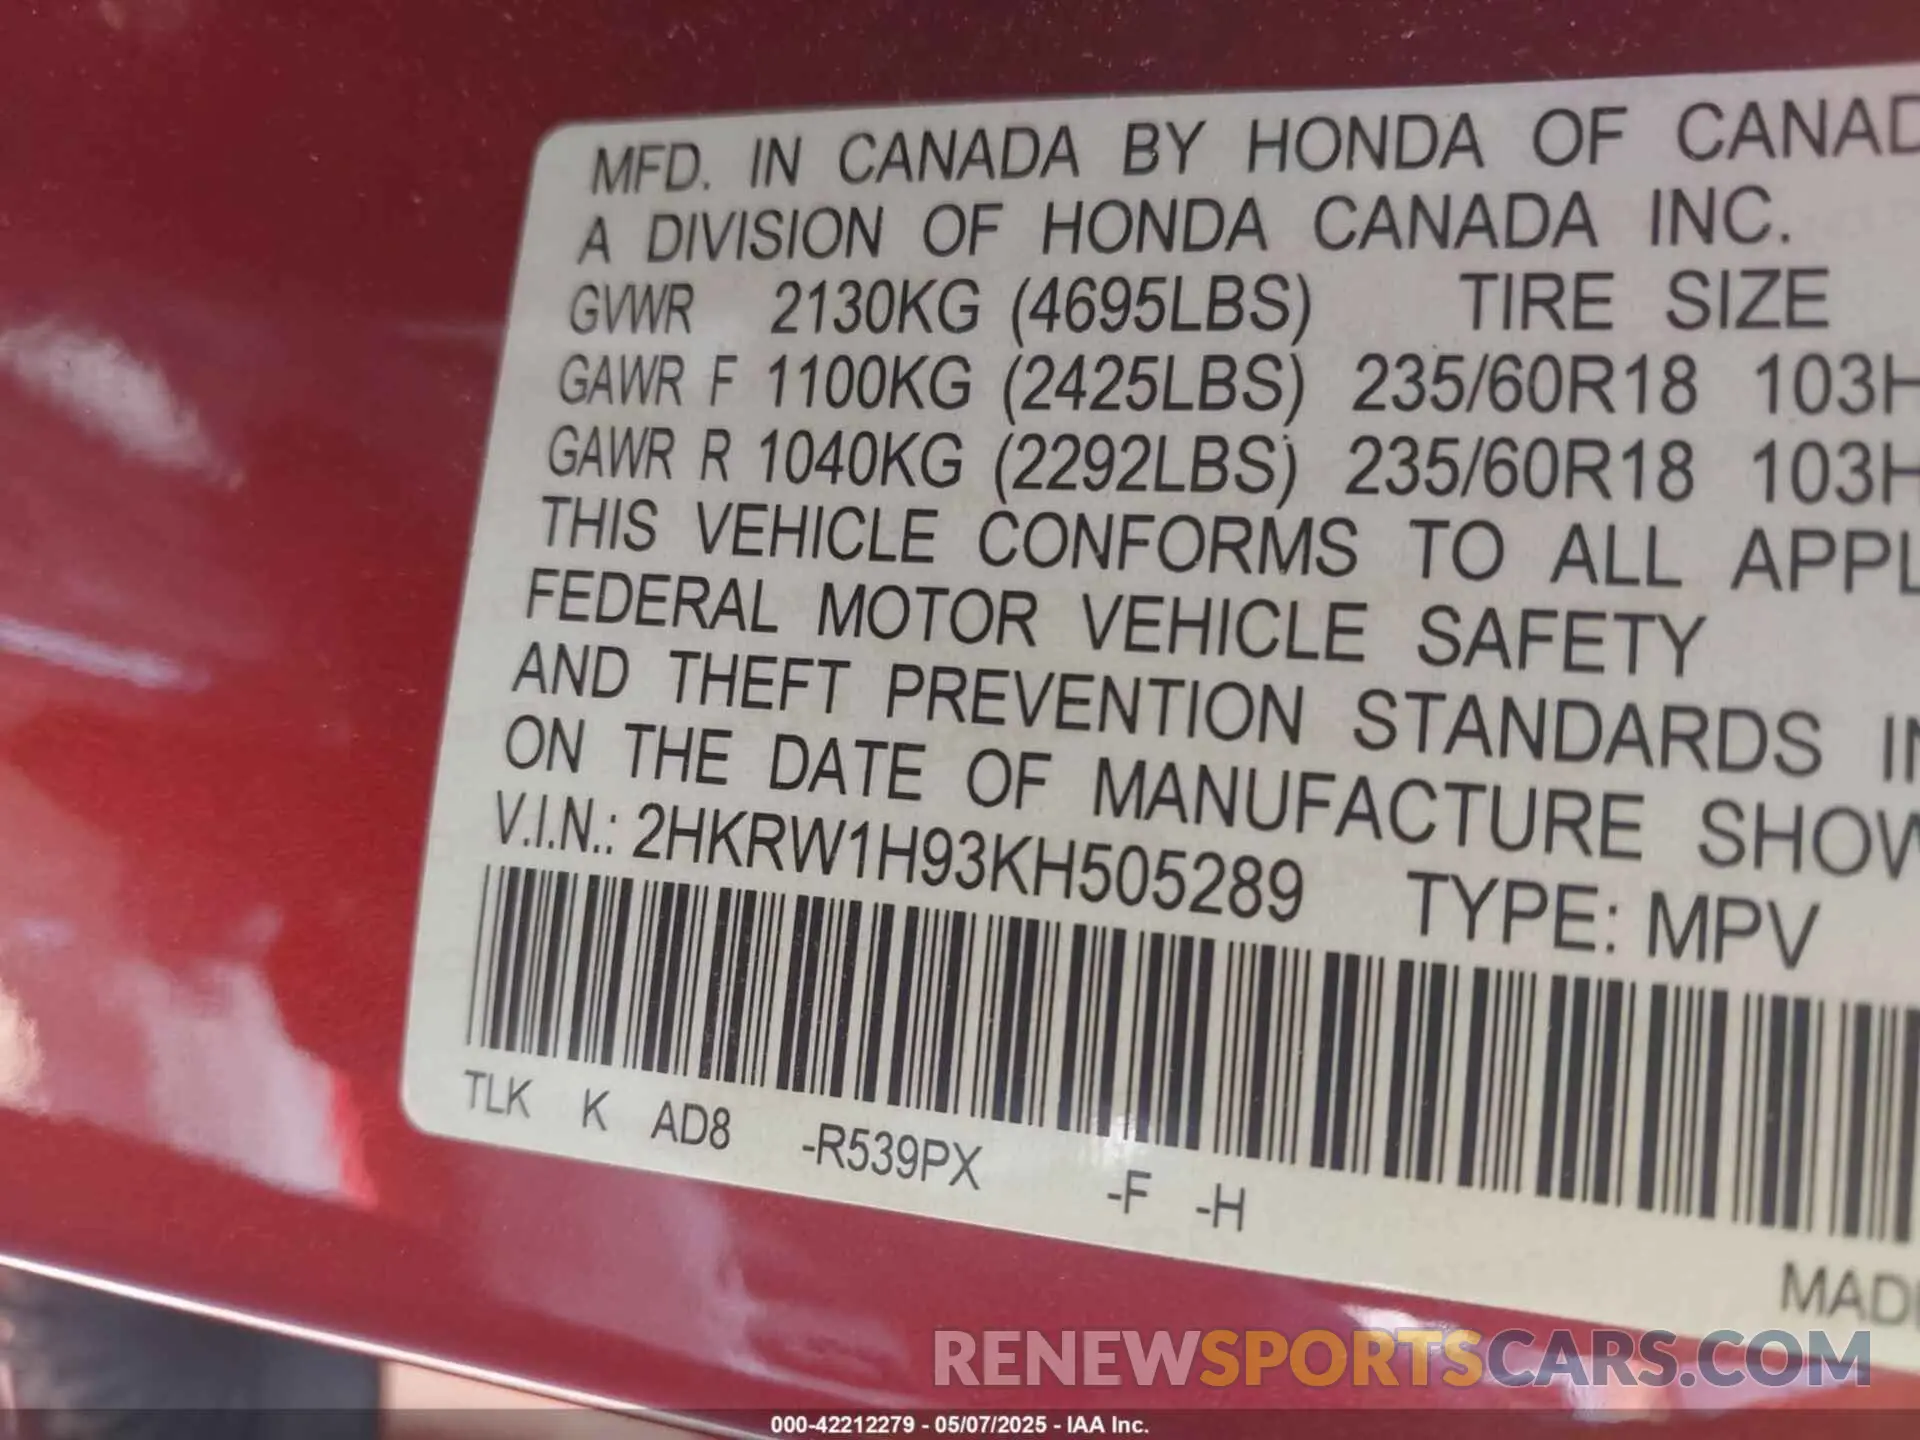 MFD. IN CANADA BY HONDA OF CANAD
A DIVISION OF HONDA CANADA INC.
GVWR 2130KG (4695LBS) TIRE SIZE
GAWR F 1100KG (2425LBS) 235/60R18 103H
GAWR R 1040KG (2292LBS) 235/60R18 103H
THIS VEHICLE CONFORMS TO ALL APPL
FEDERAL MOTOR VEHICLE SAFETY
AND THEFT PREVENTION STANDARDS IN
ON THE DATE OF MANUFACTURE SHOW
V.I.N.: 2HKRW1H93KH505289 TYPE: MPV
TLK K AD8 -R539PX -F -H
MADE
RENEWSPORTSCARS.COM
000-42212279 - 05/07/2025 - IAA Inc.